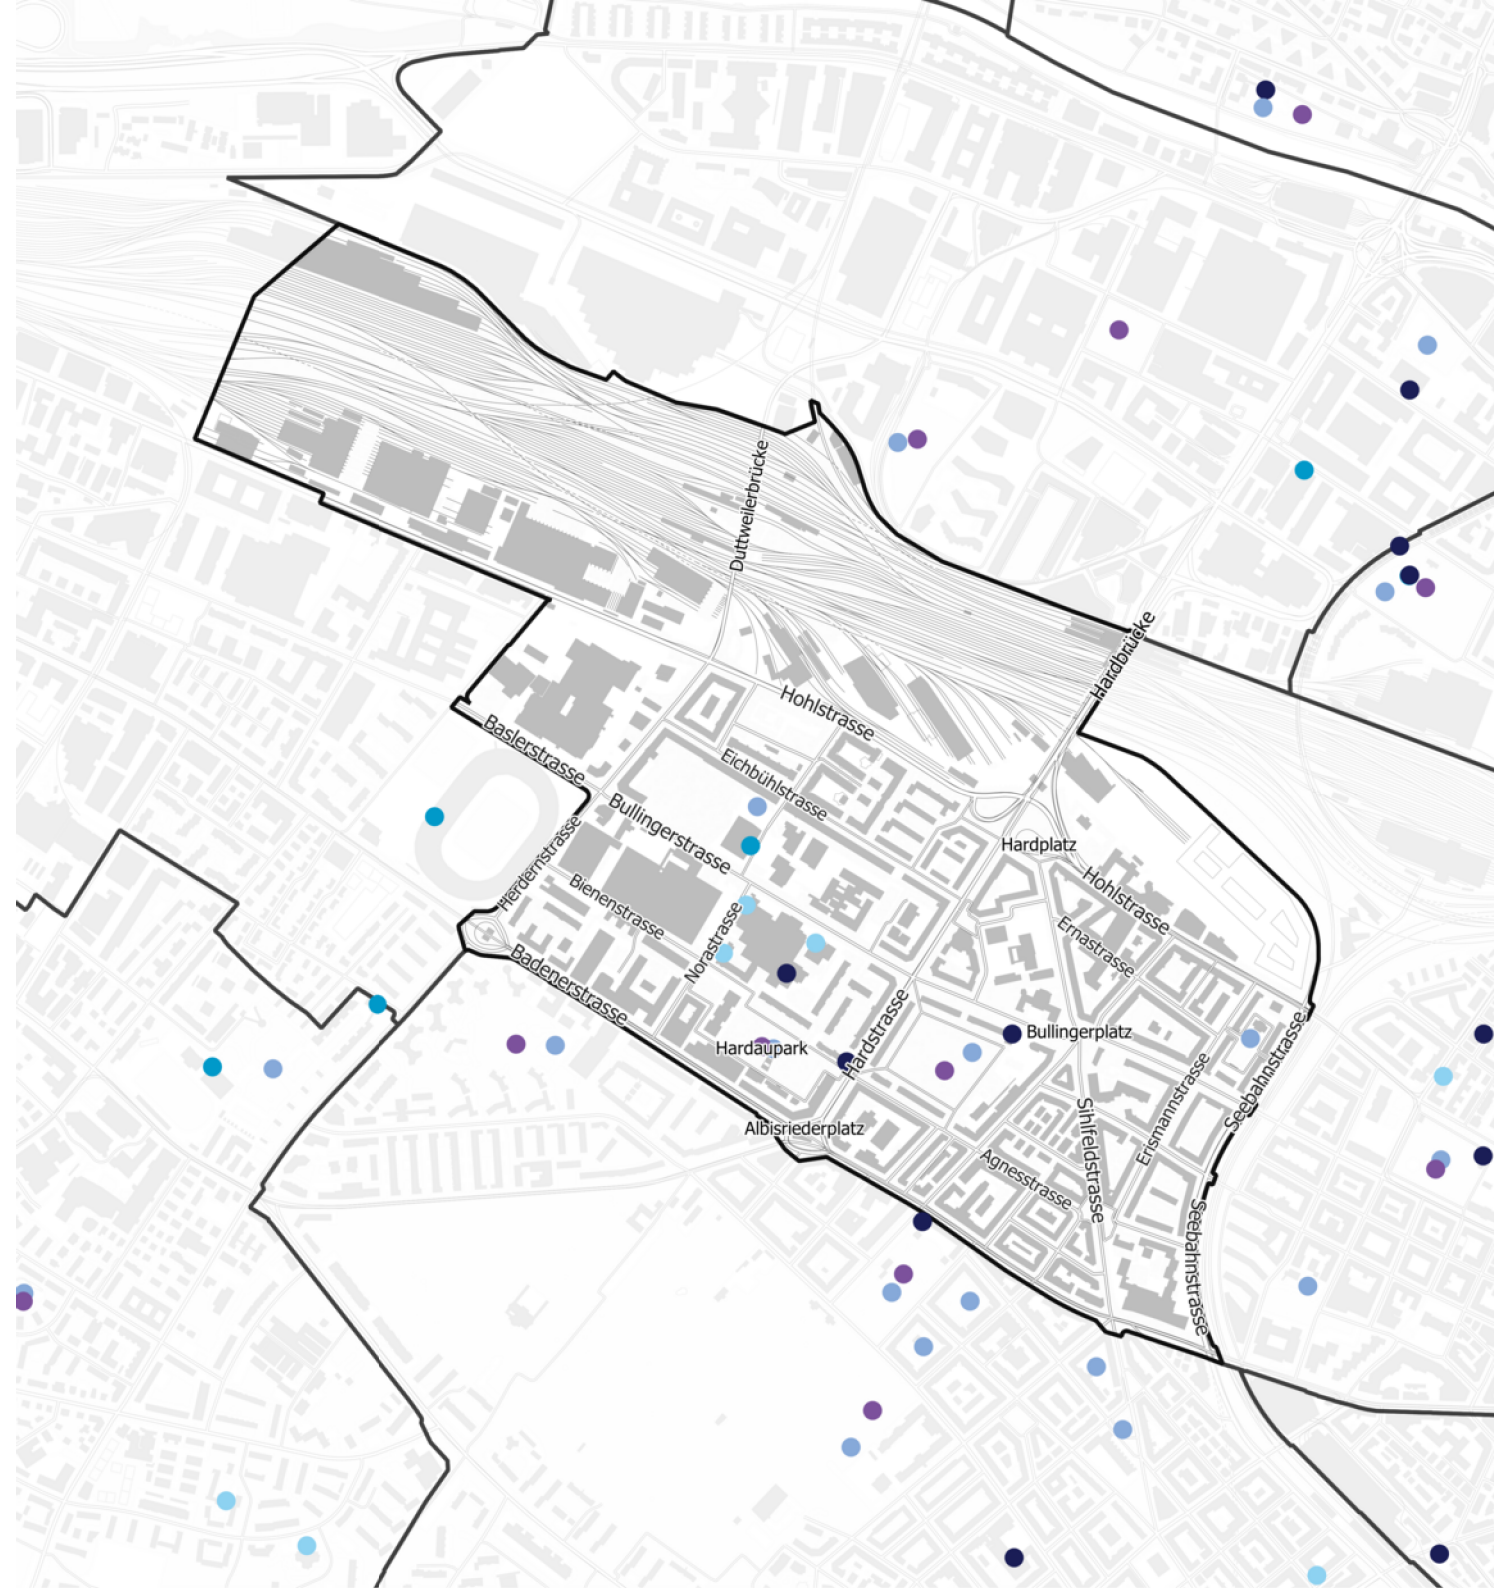 Duttweilerbrücke
Hardbrücke
Hohlstrasse
Baslerstrasse
Eichbühlstrasse
Bullingerstrasse
Herdernstrasse
Hardplatz
Hohlstrasse
Bienenstrasse
Norastrasse
Ernastrasse
Badenerstrasse
Hardstrasse
Bullingerplatz
Hardaupark
Seebahnstrasse
Erismannstrasse
Sihlfeldstrasse
Albisriederplatz
Agnesstrasse
Seebahnstrasse